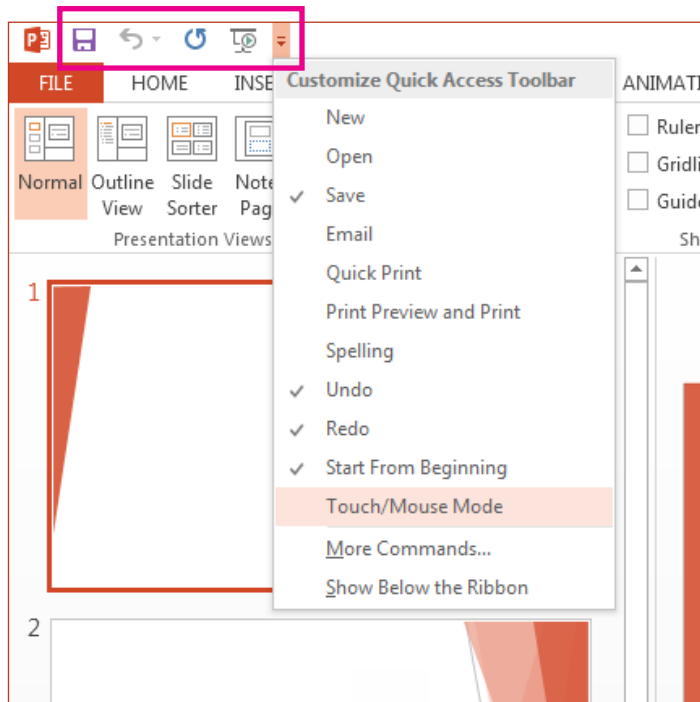 P
FILE
HOME
INSE
ANIMATI
Customize Quick Access Toolbar
New
Open
Save
Email
Quick Print
Print Preview and Print
Spelling
Undo
Redo
Start From Beginning
Touch/Mouse Mode
More Commands...
Show Below the Ribbon
Normal
Outline
View
Slide
Sorter
Note
Pag
Presentation Views
Ruler
Gridli
Guide
Sh
1
2